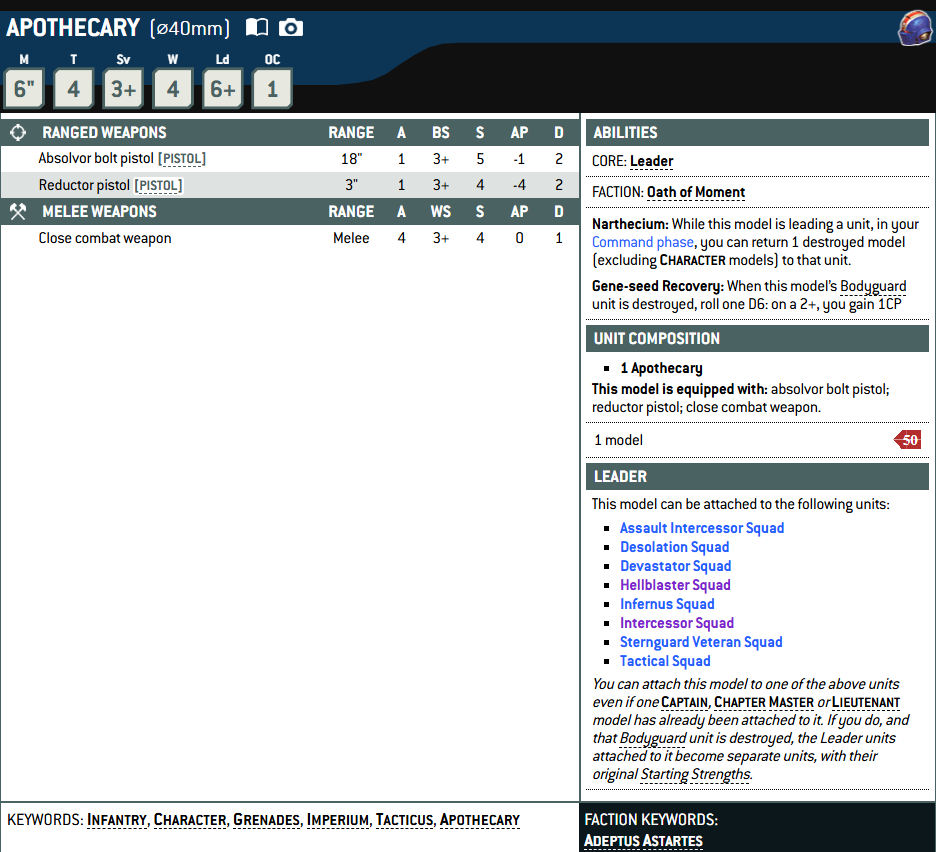 APOTHECARY (⌀40mm)
M T Sv W Ld OC
6" 4 3+ 4 6+ 1
RANGED WEAPONS RANGE A BS S AP D
Absolvor bolt pistol [PISTOL] 18" 1 3+ 5 -1 2
Reductor pistol [PISTOL] 3" 1 3+ 4 -4 2
MELEE WEAPONS RANGE A WS S AP D
Close combat weapon Melee 4 3+ 4 0 1
ABILITIES
CORE: Leader
FACTION: Oath of Moment
Narthecium: While this model is leading a unit, in your
Command phase, you can return 1 destroyed model
(excluding CHARACTER models) to that unit.
Gene-seed Recovery: When this model's Bodyguard
unit is destroyed, roll one D6: on a 2+, you gain 1CP
UNIT COMPOSITION
▪ 1 Apothecary
This model is equipped with: absolvor bolt pistol;
reductor pistol; close combat weapon.
1 model 50
LEADER
This model can be attached to the following units:
▪ Assault Intercessor Squad
▪ Desolation Squad
▪ Devastator Squad
▪ Hellblaster Squad
▪ Infernus Squad
▪ Intercessor Squad
▪ Sternguard Veteran Squad
▪ Tactical Squad
You can attach this model to one of the above units
even if one CAPTAIN, CHAPTER MASTER or LIEUTENANT
model has already been attached to it. If you do, and
that Bodyguard unit is destroyed, the Leader units
attached to it become separate units, with their
original Starting Strengths.
KEYWORDS: INFANTRY, CHARACTER, GRENADES, IMPERIUM, TACTICUS, APOTHECARY
FACTION KEYWORDS:
ADEPTUS ASTARTES